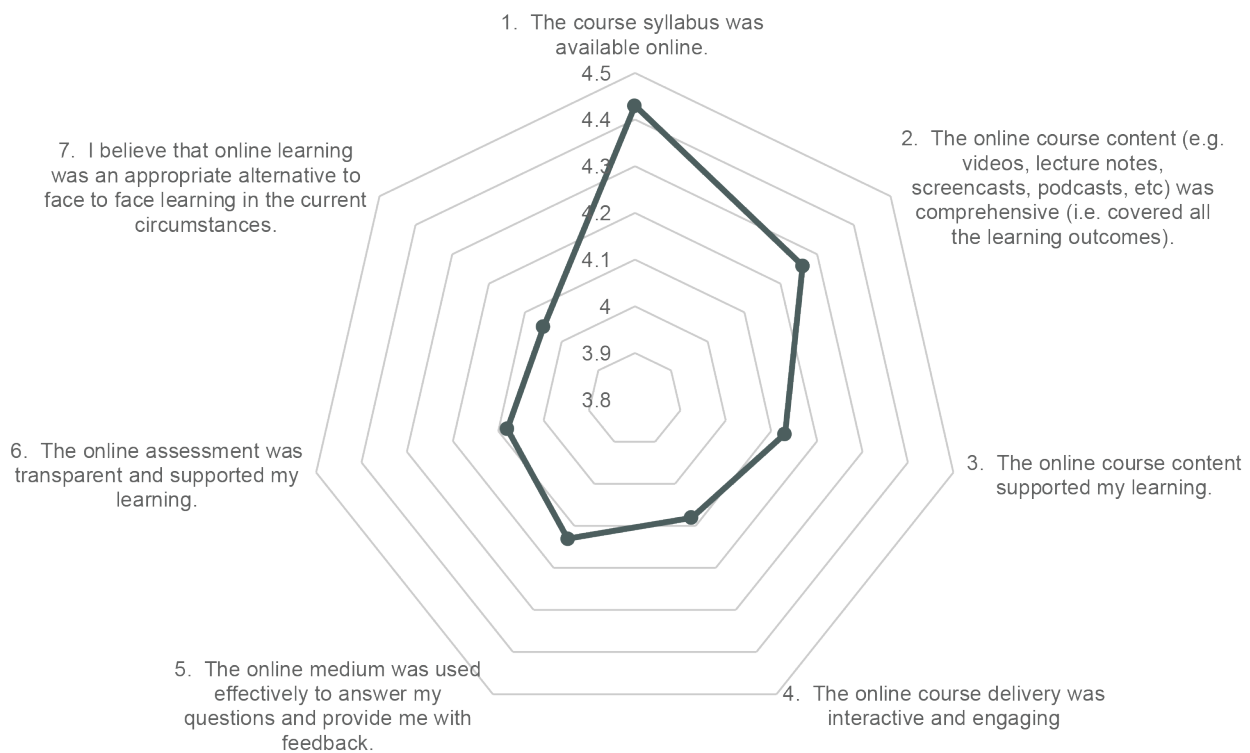 1. The course syllabus was
available online.
4.5
4.4
4.3
4.2
4.1
4
3.9
3.8
2. The online course content (e.g.
videos, lecture notes,
screencasts, podcasts, etc) was
comprehensive (i.e. covered all
the learning outcomes).
3. The online course content
supported my learning.
4. The online course delivery was
interactive and engaging
5. The online medium was used
effectively to answer my
questions and provide me with
feedback.
6. The online assessment was
transparent and supported my
learning.
7. I believe that online learning
was an appropriate alternative to
face to face learning in the current
circumstances.